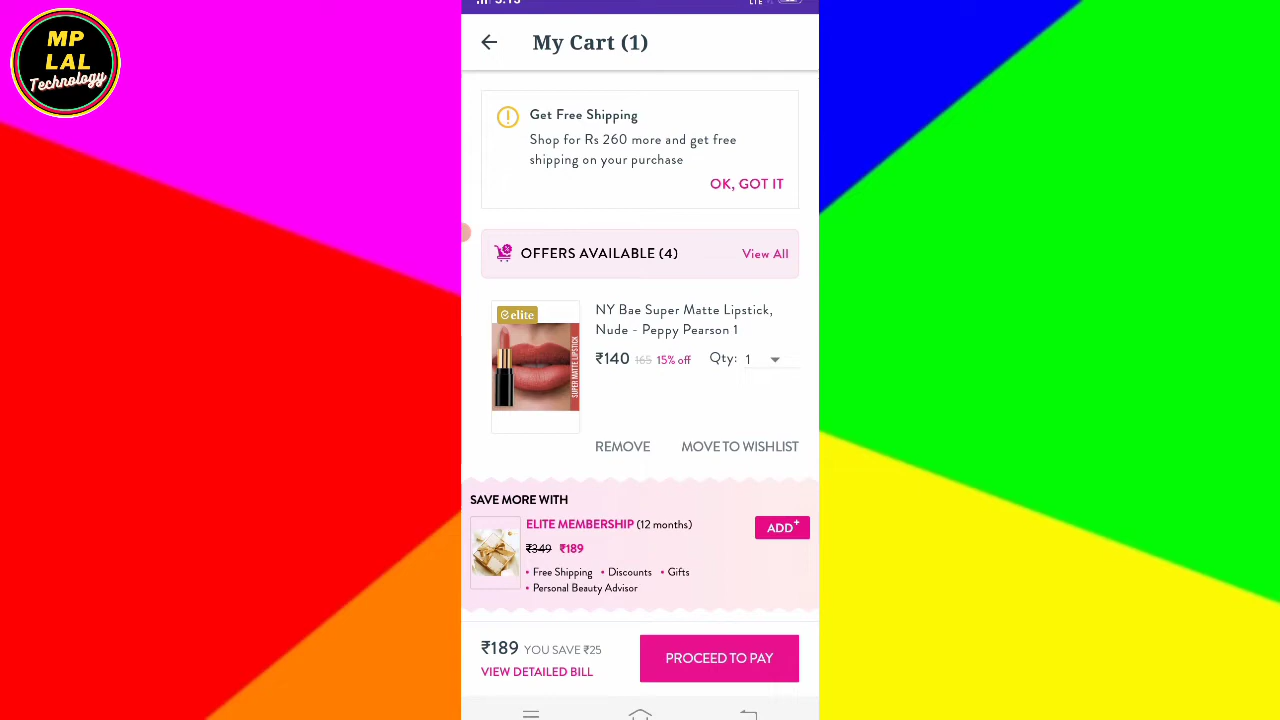 MP
LAL
Technology
My Cart (1)
Get Free Shipping
Shop for Rs 260 more and get free
shipping on your purchase
OK, GOT IT
OFFERS AVAILABLE (4)
View All
elite
SUPER MATTE LIPSTICK
NY Bae Super Matte Lipstick,
Nude - Peppy Pearson 1
₹140 165 15% off Qty: 1
REMOVE MOVE TO WISHLIST
SAVE MORE WITH
ELITE MEMBERSHIP (12 months)
ADD+
₹349 ₹189
• Free Shipping • Discounts • Gifts
• Personal Beauty Advisor
₹189 YOU SAVE ₹25
VIEW DETAILED BILL
PROCEED TO PAY